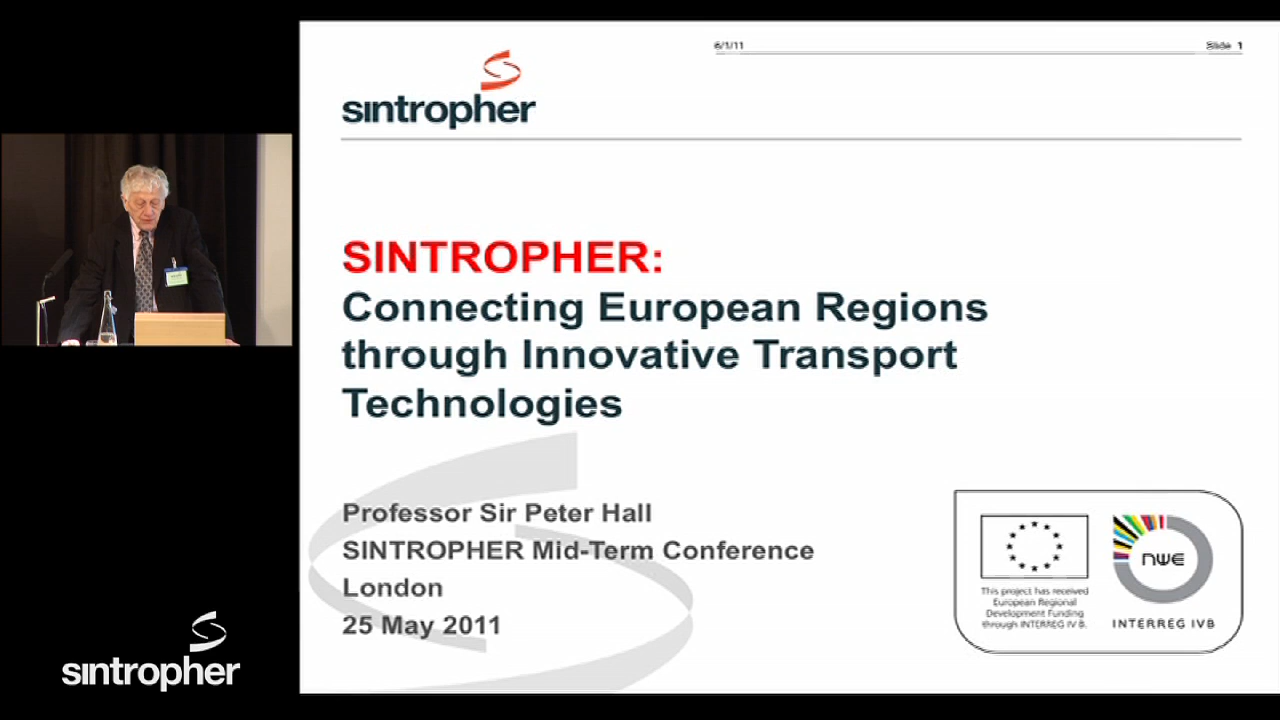 6/1/11
Slide 1
sintropher
SINTROPHER:
Connecting European Regions
through Innovative Transport
Technologies
Professor Sir Peter Hall
SINTROPHER Mid-Term Conference
London
25 May 2011
This project has received
European Regional
Development Funding
through INTERREG IV B.
NWE
INTERREG IVB
sintropher